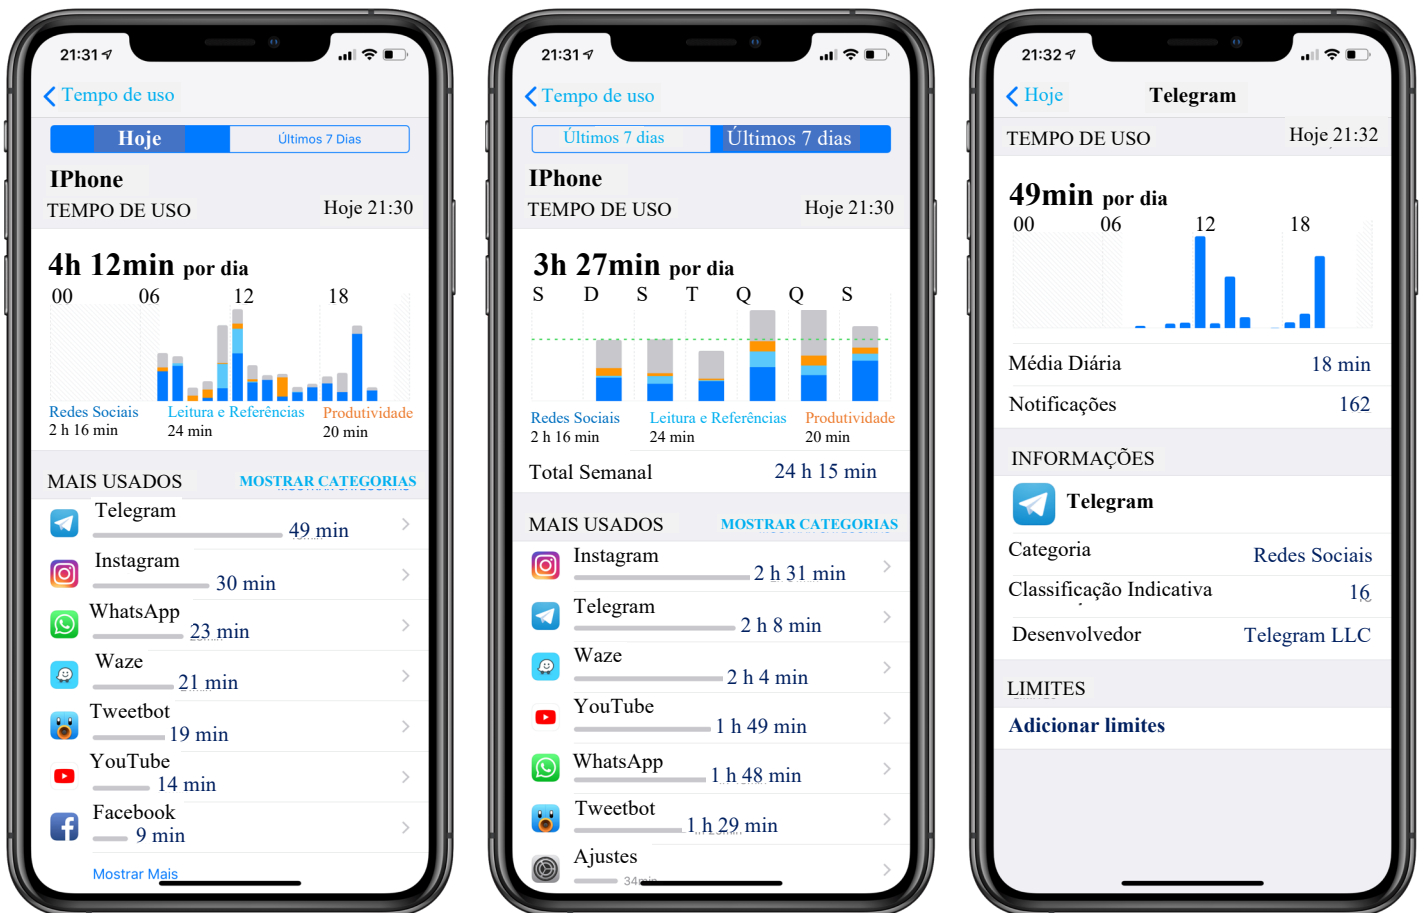 21:31
Tempo de uso
Hoje
Últimos 7 Dias
IPhone
TEMPO DE USO Hoje 21:30
4h 12min por dia
00 06 12 18
Redes Sociais Leitura e Referências Produtividade
2 h 16 min 24 min 20 min
MAIS USADOS MOSTRAR CATEGORIAS
Telegram
49 min
Instagram
30 min
WhatsApp
23 min
Waze
21 min
Tweetbot
19 min
YouTube
14 min
Facebook
9 min
Mostrar Mais
21:31
Tempo de uso
Últimos 7 dias
Últimos 7 dias
IPhone
TEMPO DE USO Hoje 21:30
3h 27min por dia
S D S T Q Q S
Redes Sociais Leitura e Referências Produtividade
2 h 16 min 24 min 20 min
Total Semanal 24 h 15 min
MAIS USADOS MOSTRAR CATEGORIAS
Instagram
2 h 31 min
Telegram
2 h 8 min
Waze
2 h 4 min
YouTube
1 h 49 min
WhatsApp
1 h 48 min
Tweetbot
1 h 29 min
Ajustes
34min
21:32
Hoje Telegram
TEMPO DE USO Hoje 21:32
49min por dia
00 06 12 18
Média Diária 18 min
Notificações 162
INFORMAÇÕES
Telegram
Categoria Redes Sociais
Classificação Indicativa 16
Desenvolvedor Telegram LLC
LIMITES
Adicionar limites